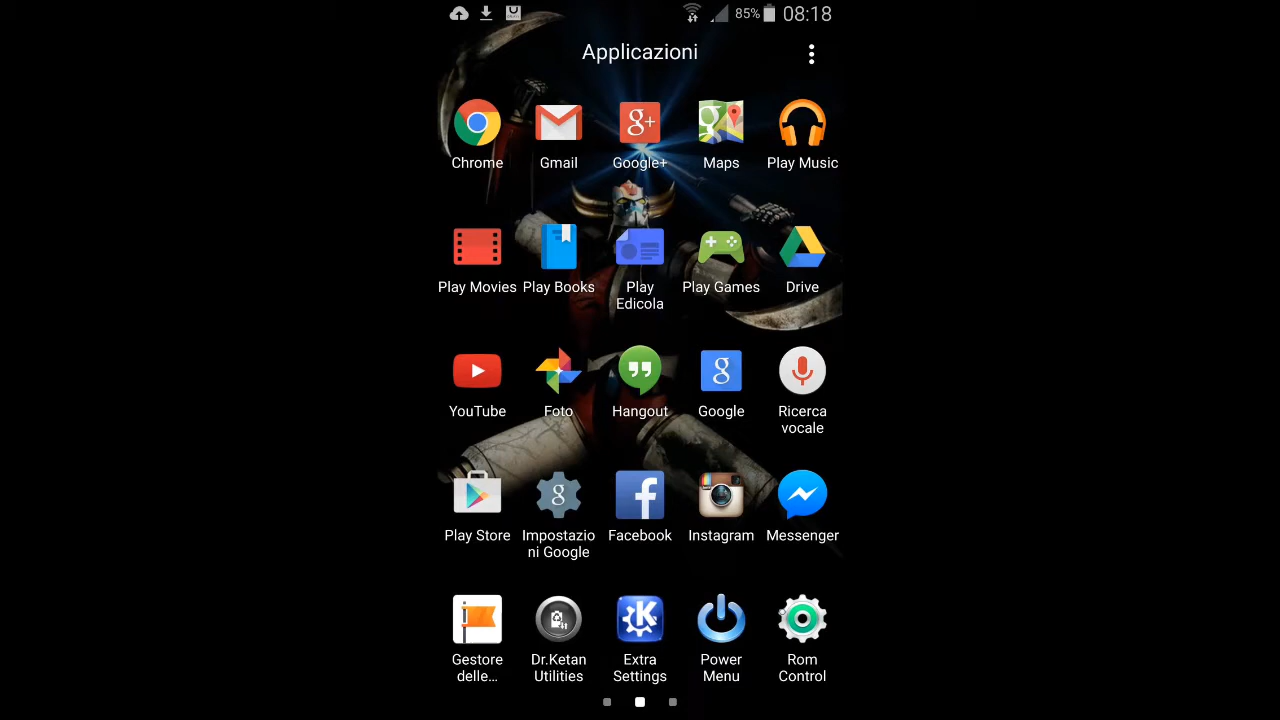 85% 08:18
Applicazioni
Chrome Gmail Google+ Maps Play Music
Play Movies Play Books Play Play Games Drive
Edicola
YouTube Foto Hangout Google Ricerca
vocale
Play Store Impostazio Facebook Instagram Messenger
ni Google
Gestore Dr.Ketan Extra Power Rom
delle... Utilities Settings Menu Control